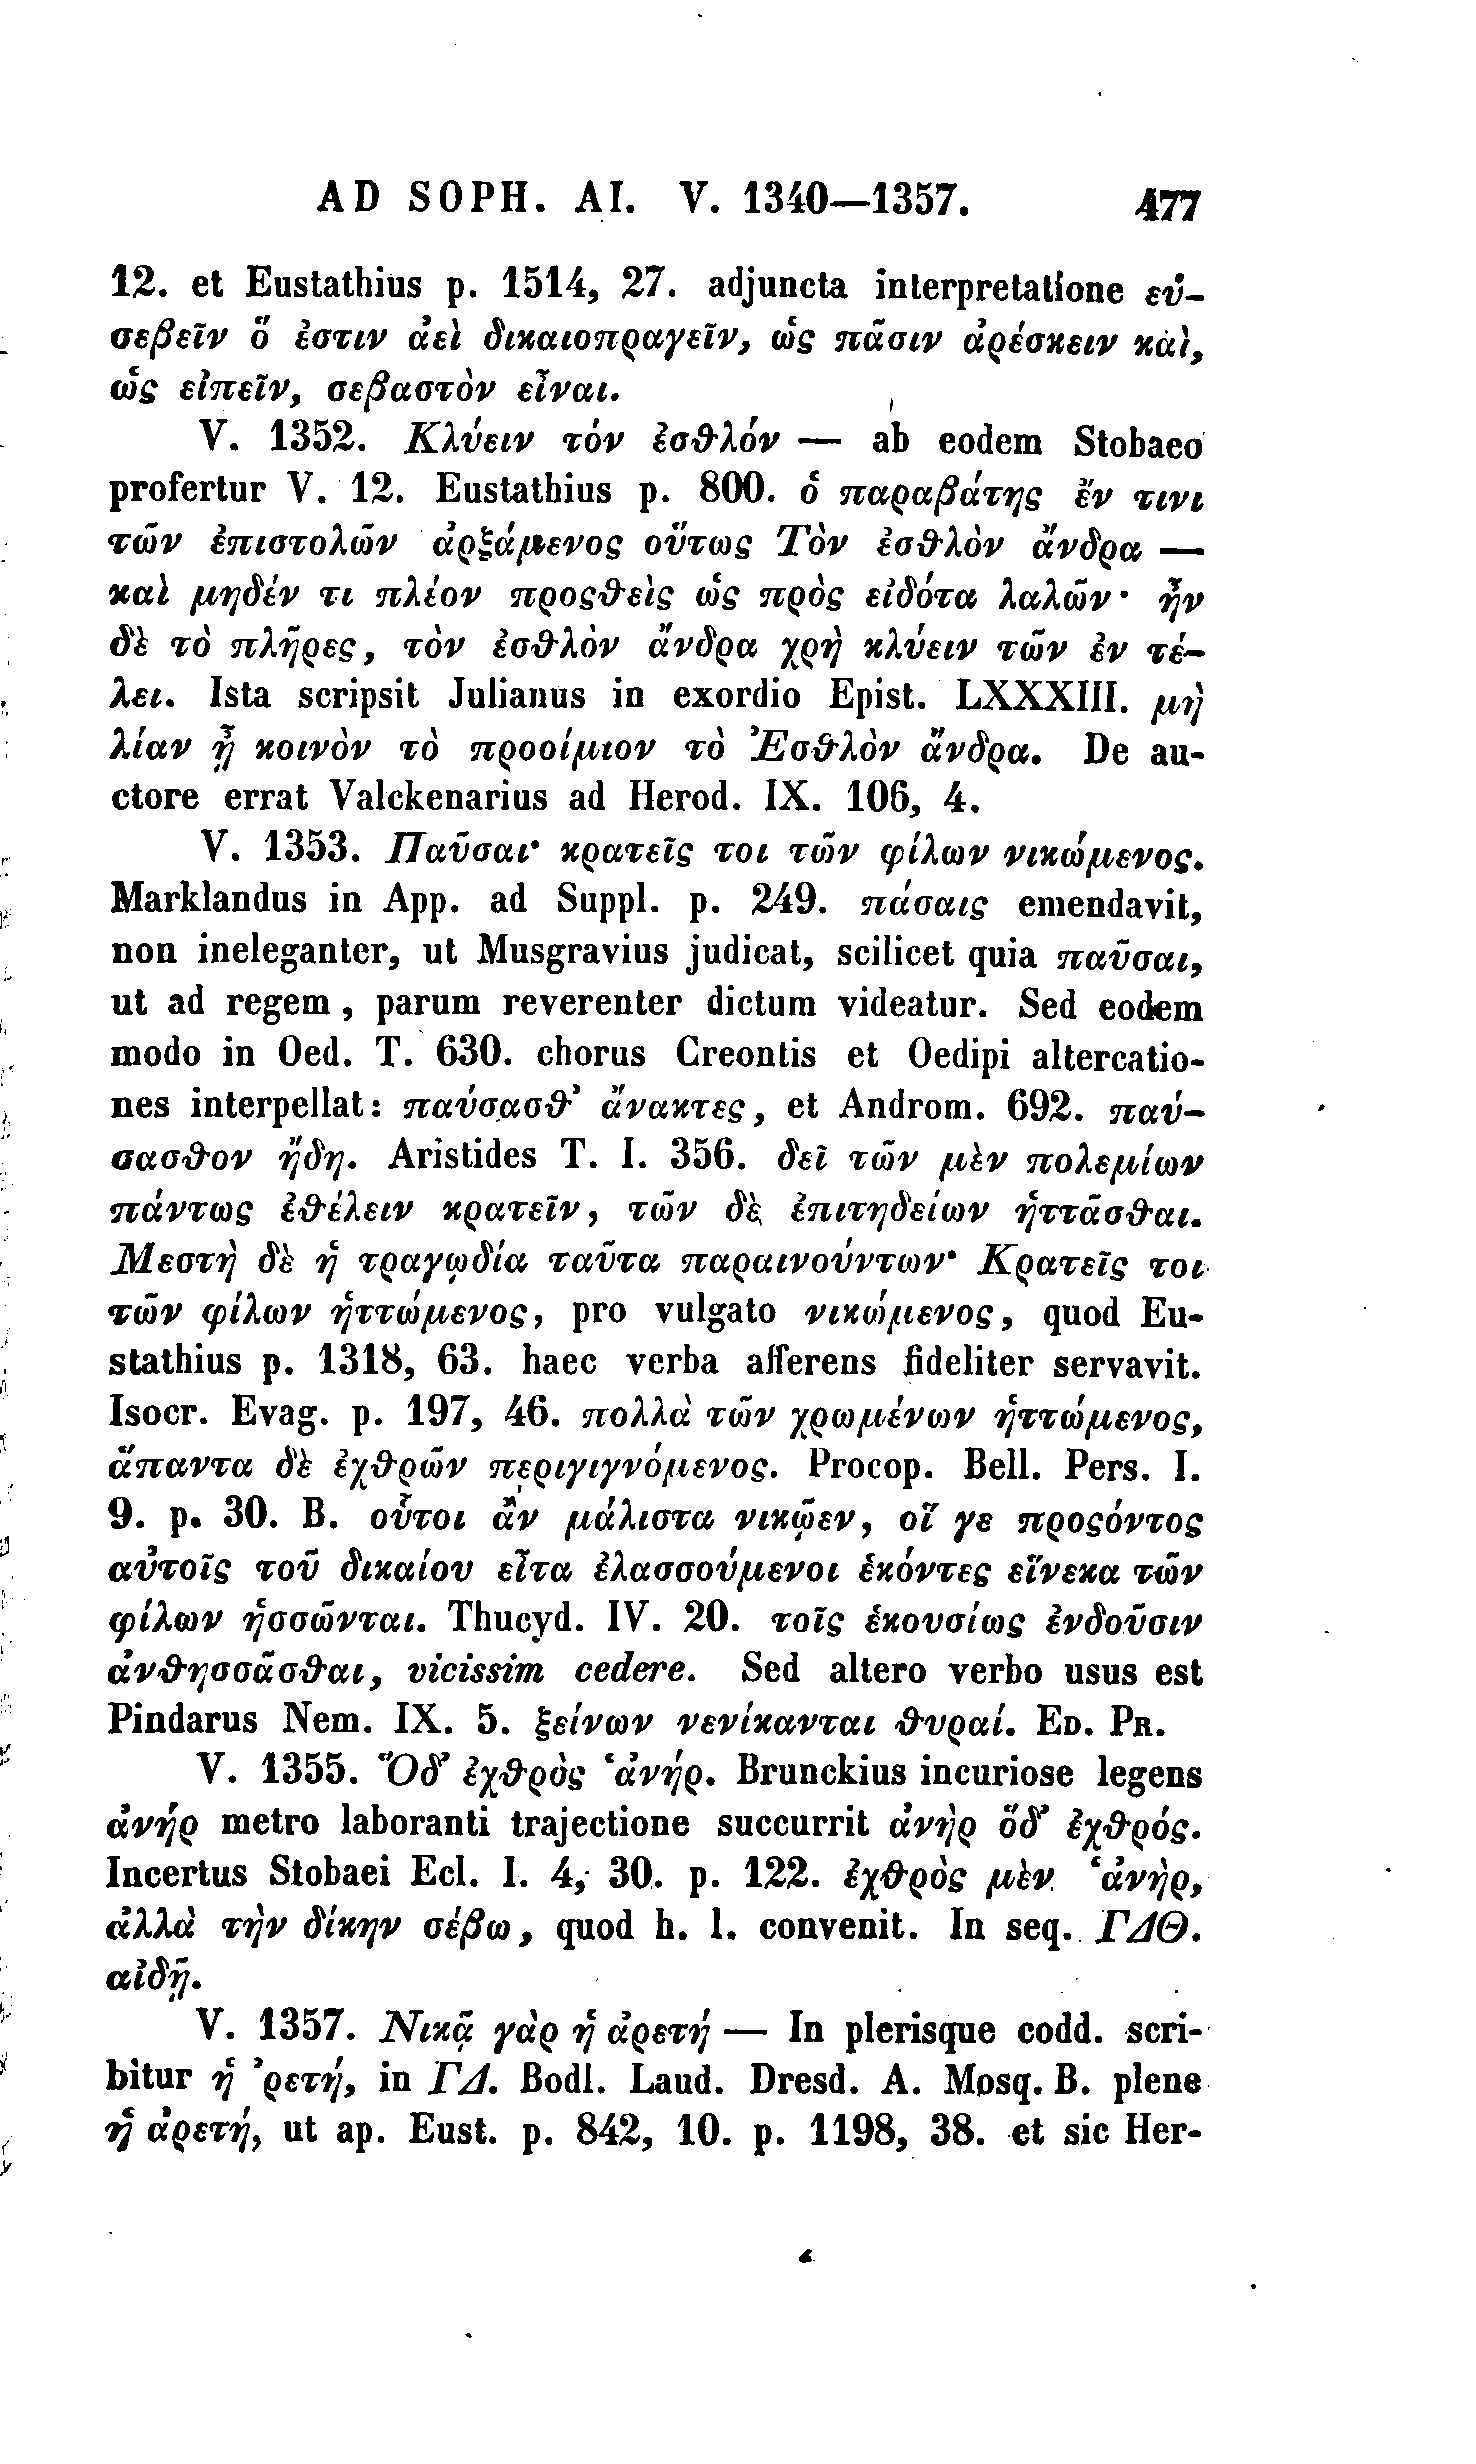 AD SOPH. AI. V. 1340—1357. 477
12. et Eustathius p. 1514, 27. adjuncta interpretatione εὐ-
σεβεῖν ὅ ἐστιν ἀεὶ δικαιοπραγεῖν, ὡς πᾶσιν ἀρέσκειν καὶ,
ὡς εἰπεῖν, σεβαστὸν εἶναι.
V. 1352. Κλύειν τόν ἐσθλόν — ab eodem Stobaeo
profertur V. 12. Eustathius p. 800. ὁ παραβάτης ἔν τινι
τῶν ἐπιστολῶν ἀρξάμενος οὕτως Τὸν ἐσθλὸν ἄνδρα —
καὶ μηδέν τι πλέον προςθεὶς ὡς πρὸς εἰδότα λαλῶν· ἦν
δὲ τὸ πλῆρες, τὸν ἐσθλὸν ἄνδρα χρὴ κλύειν τῶν ἐν τέ-
λει. Ista scripsit Julianus in exordio Epist. LXXXIII. μὴ
λίαν ᾖ κοινὸν τὸ προοίμιον τὸ Ἐσθλὸν ἄνδρα. De au-
ctore errat Valckenarius ad Herod. IX. 106, 4.
V. 1353. Παῦσαι· κρατεῖς τοι τῶν φίλων νικώμενος.
Marklandus in App. ad Suppl. p. 249. πάσαις emendavit,
non ineleganter, ut Musgravius judicat, scilicet quia παῦσαι,
ut ad regem, parum reverenter dictum videatur. Sed eodem
modo in Oed. T. 630. chorus Creontis et Oedipi altercatio-
nes interpellat: παύσασθ’ ἄνακτες, et Androm. 692. παύ-
σασθον ἤδη. Aristides T. I. 356. δεῖ τῶν μὲν πολεμίων
πάντως ἐθέλειν κρατεῖν, τῶν δὲ ἐπιτηδείων ἡττᾶσθαι.
Μεστὴ δὲ ἡ τραγῳδία ταῦτα παραινούντων· Κρατεῖς τοι
τῶν φίλων ἡττώμενος, pro vulgato νικώμενος, quod Eu-
stathius p. 1318, 63. haec verba afferens fideliter servavit.
Isocr. Evag. p. 197, 46. πολλὰ τῶν χρωμένων ἡττώμενος,
ἅπαντα δὲ ἐχθρῶν περιγιγνόμενος. Procop. Bell. Pers. I.
9. p. 30. B. οὗτοι ἂν μάλιστα νικῷεν, οἵ γε προςόντος
αὐτοῖς τοῦ δικαίου εἶτα ἐλασσούμενοι ἑκόντες εἵνεκα τῶν
φίλων ἡσσῶνται. Thucyd. IV. 20. τοῖς ἑκουσίως ἐνδοῦσιν
ἀνθησσᾶσθαι, vicissim cedere. Sed altero verbo usus est
Pindarus Nem. IX. 5. ξείνων νενίκανται θυραί. ED. PR.
V. 1355. Ὅδ’ ἐχθρὸς ‘ἀνήρ. Brunckius incuriose legens
ἀνήρ metro laboranti trajectione succurrit ἀνὴρ ὅδ’ ἐχθρός.
Incertus Stobaei Ecl. I. 4, 30. p. 122. ἐχθρὸς μὲν ‘ἀνὴρ,
ἀλλὰ τὴν δίκην σέβω, quod h. l. convenit. In seq. ΓΔΘ.
αἰδῇ.
V. 1357. Νικᾷ γὰρ ἡ ἀρετή — In plerisque codd. scri-
bitur ἡ ’ρετή, in ΓΔ. Bodl. Laud. Dresd. A. Mosq. B. plene
ἡ ἀρετή, ut ap. Eust. p. 842, 10. p. 1198, 38. et sic Her-